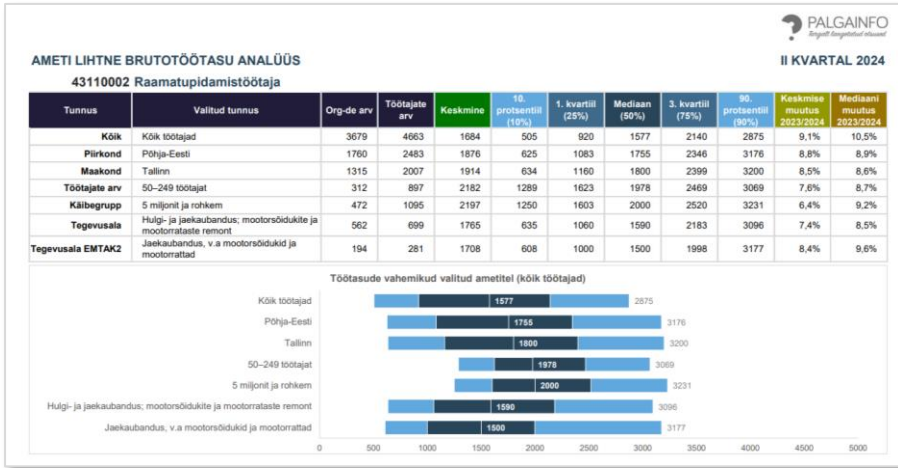 PALGAINFO
Targalt kogutud olemus
AMETI LIHTNE BRUTOTÖÖTASU ANALÜÜS
II KVARTAL 2024
43110002 Raamatupidamistöötaja
Tunnus Valitud tunnus Org-de arv Töötajate arv Keskmine 10. protsentiil (10%) 1. kvartiil (25%) Mediaan (50%) 3. kvartiil (75%) 90. protsentiil (90%) Keskmise muutus 2023/2024 Mediaani muutus 2023/2024
Kõik Kõik töötajad 3679 4663 1684 505 920 1577 2140 2875 9,1% 10,5%
Piirkond Põhja-Eesti 1760 2483 1876 625 1083 1755 2346 3176 8,8% 8,9%
Maakond Tallinn 1315 2007 1914 634 1160 1800 2399 3200 8,5% 8,6%
Töötajate arv 50–249 töötajat 312 897 2182 1289 1623 1978 2469 3069 7,6% 8,7%
Käibegrupp 5 miljonit ja rohkem 472 1095 2197 1250 1603 2000 2520 3231 6,4% 9,2%
Tegevusala Hulgi- ja jaekaubandus; mootorsõidukite ja mootorrataste remont 562 699 1765 635 1060 1590 2183 3096 7,4% 8,5%
Tegevusala EMTAK2 Jaekaubandus, v.a mootorsõidukid ja mootorrattad 194 281 1708 608 1000 1500 1998 3177 8,4% 9,6%
Töötasude vahemikud valitud ametitel (kõik töötajad)
Kõik töötajad 1577 2875
Põhja-Eesti 1755 3176
Tallinn 1800 3200
50–249 töötajat 1978 3069
5 miljonit ja rohkem 2000 3231
Hulgi- ja jaekaubandus; mootorsõidukite ja mootorrataste remont 1590 3096
Jaekaubandus, v.a mootorsõidukid ja mootorrattad 1500 3177
0 500 1000 1500 2000 2500 3000 3500 4000 4500 5000